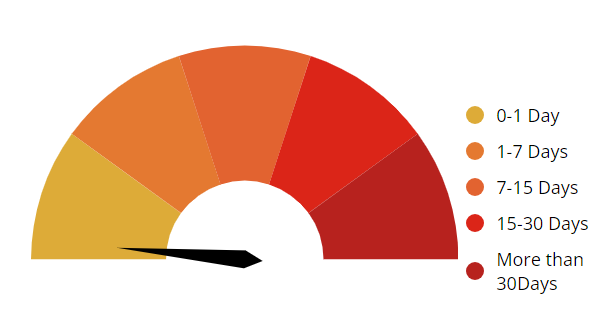 0-1 Day
1-7 Days
7-15 Days
15-30 Days
More than
30Days